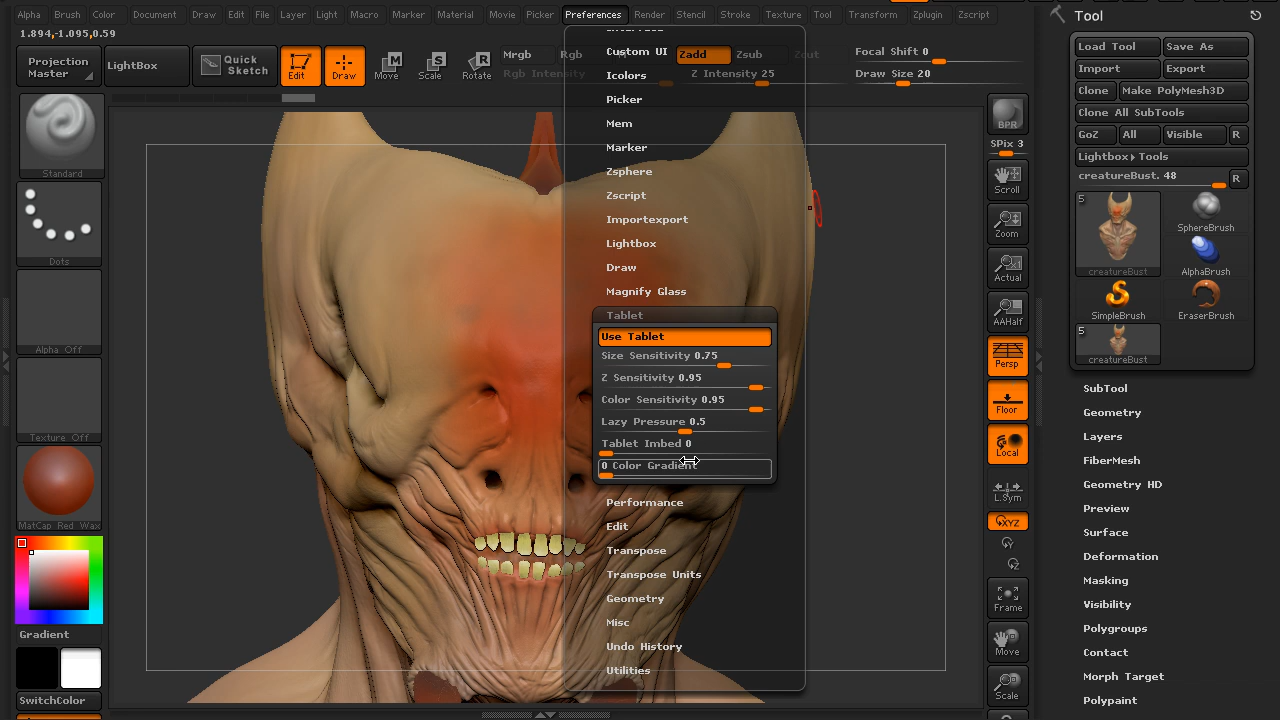 Alpha Brush Color Document Draw Edit File Layer Light Macro Marker Material Movie Picker Preferences Render Stencil Stroke Texture Tool Transform Zplugin Zscript
1.894,-1.095,0.59
Projection Master
LightBox
Quick Sketch
Edit
Draw
Move
Scale
Rotate
Mrgb Rgb M Zadd Zsub Zcut
Rgb Intensity Z Intensity 25
Focal Shift 0
Draw Size 20
Standard
Dots
Alpha Off
Texture Off
MatCap Red Wax
Gradient
SwitchColor
Interface
Custom UI
Icolors
Picker
Mem
Marker
Zsphere
Zscript
Importexport
Lightbox
Draw
Magnify Glass
Tablet
Use Tablet
Size Sensitivity 0.75
Z Sensitivity 0.95
Color Sensitivity 0.95
Lazy Pressure 0.5
Tablet Imbed 0
0 Color Gradient
Performance
Edit
Transpose
Transpose Units
Geometry
Misc
Undo History
Utilities
BPR
SPix 3
Scroll
Zoom
Actual
AAHalf
Persp
Floor
Local
L.Sym
XYZ
Y
Z
Frame
Move
Scale
Tool
Load Tool Save As
Import Export
Clone Make PolyMesh3D
Clone All SubTools
GoZ All Visible R
Lightbox Tools
creatureBust. 48 R
5
creatureBust
SphereBrush
AlphaBrush
SimpleBrush
EraserBrush
5
creatureBust
SubTool
Geometry
Layers
FiberMesh
Geometry HD
Preview
Surface
Deformation
Masking
Visibility
Polygroups
Contact
Morph Target
Polypaint